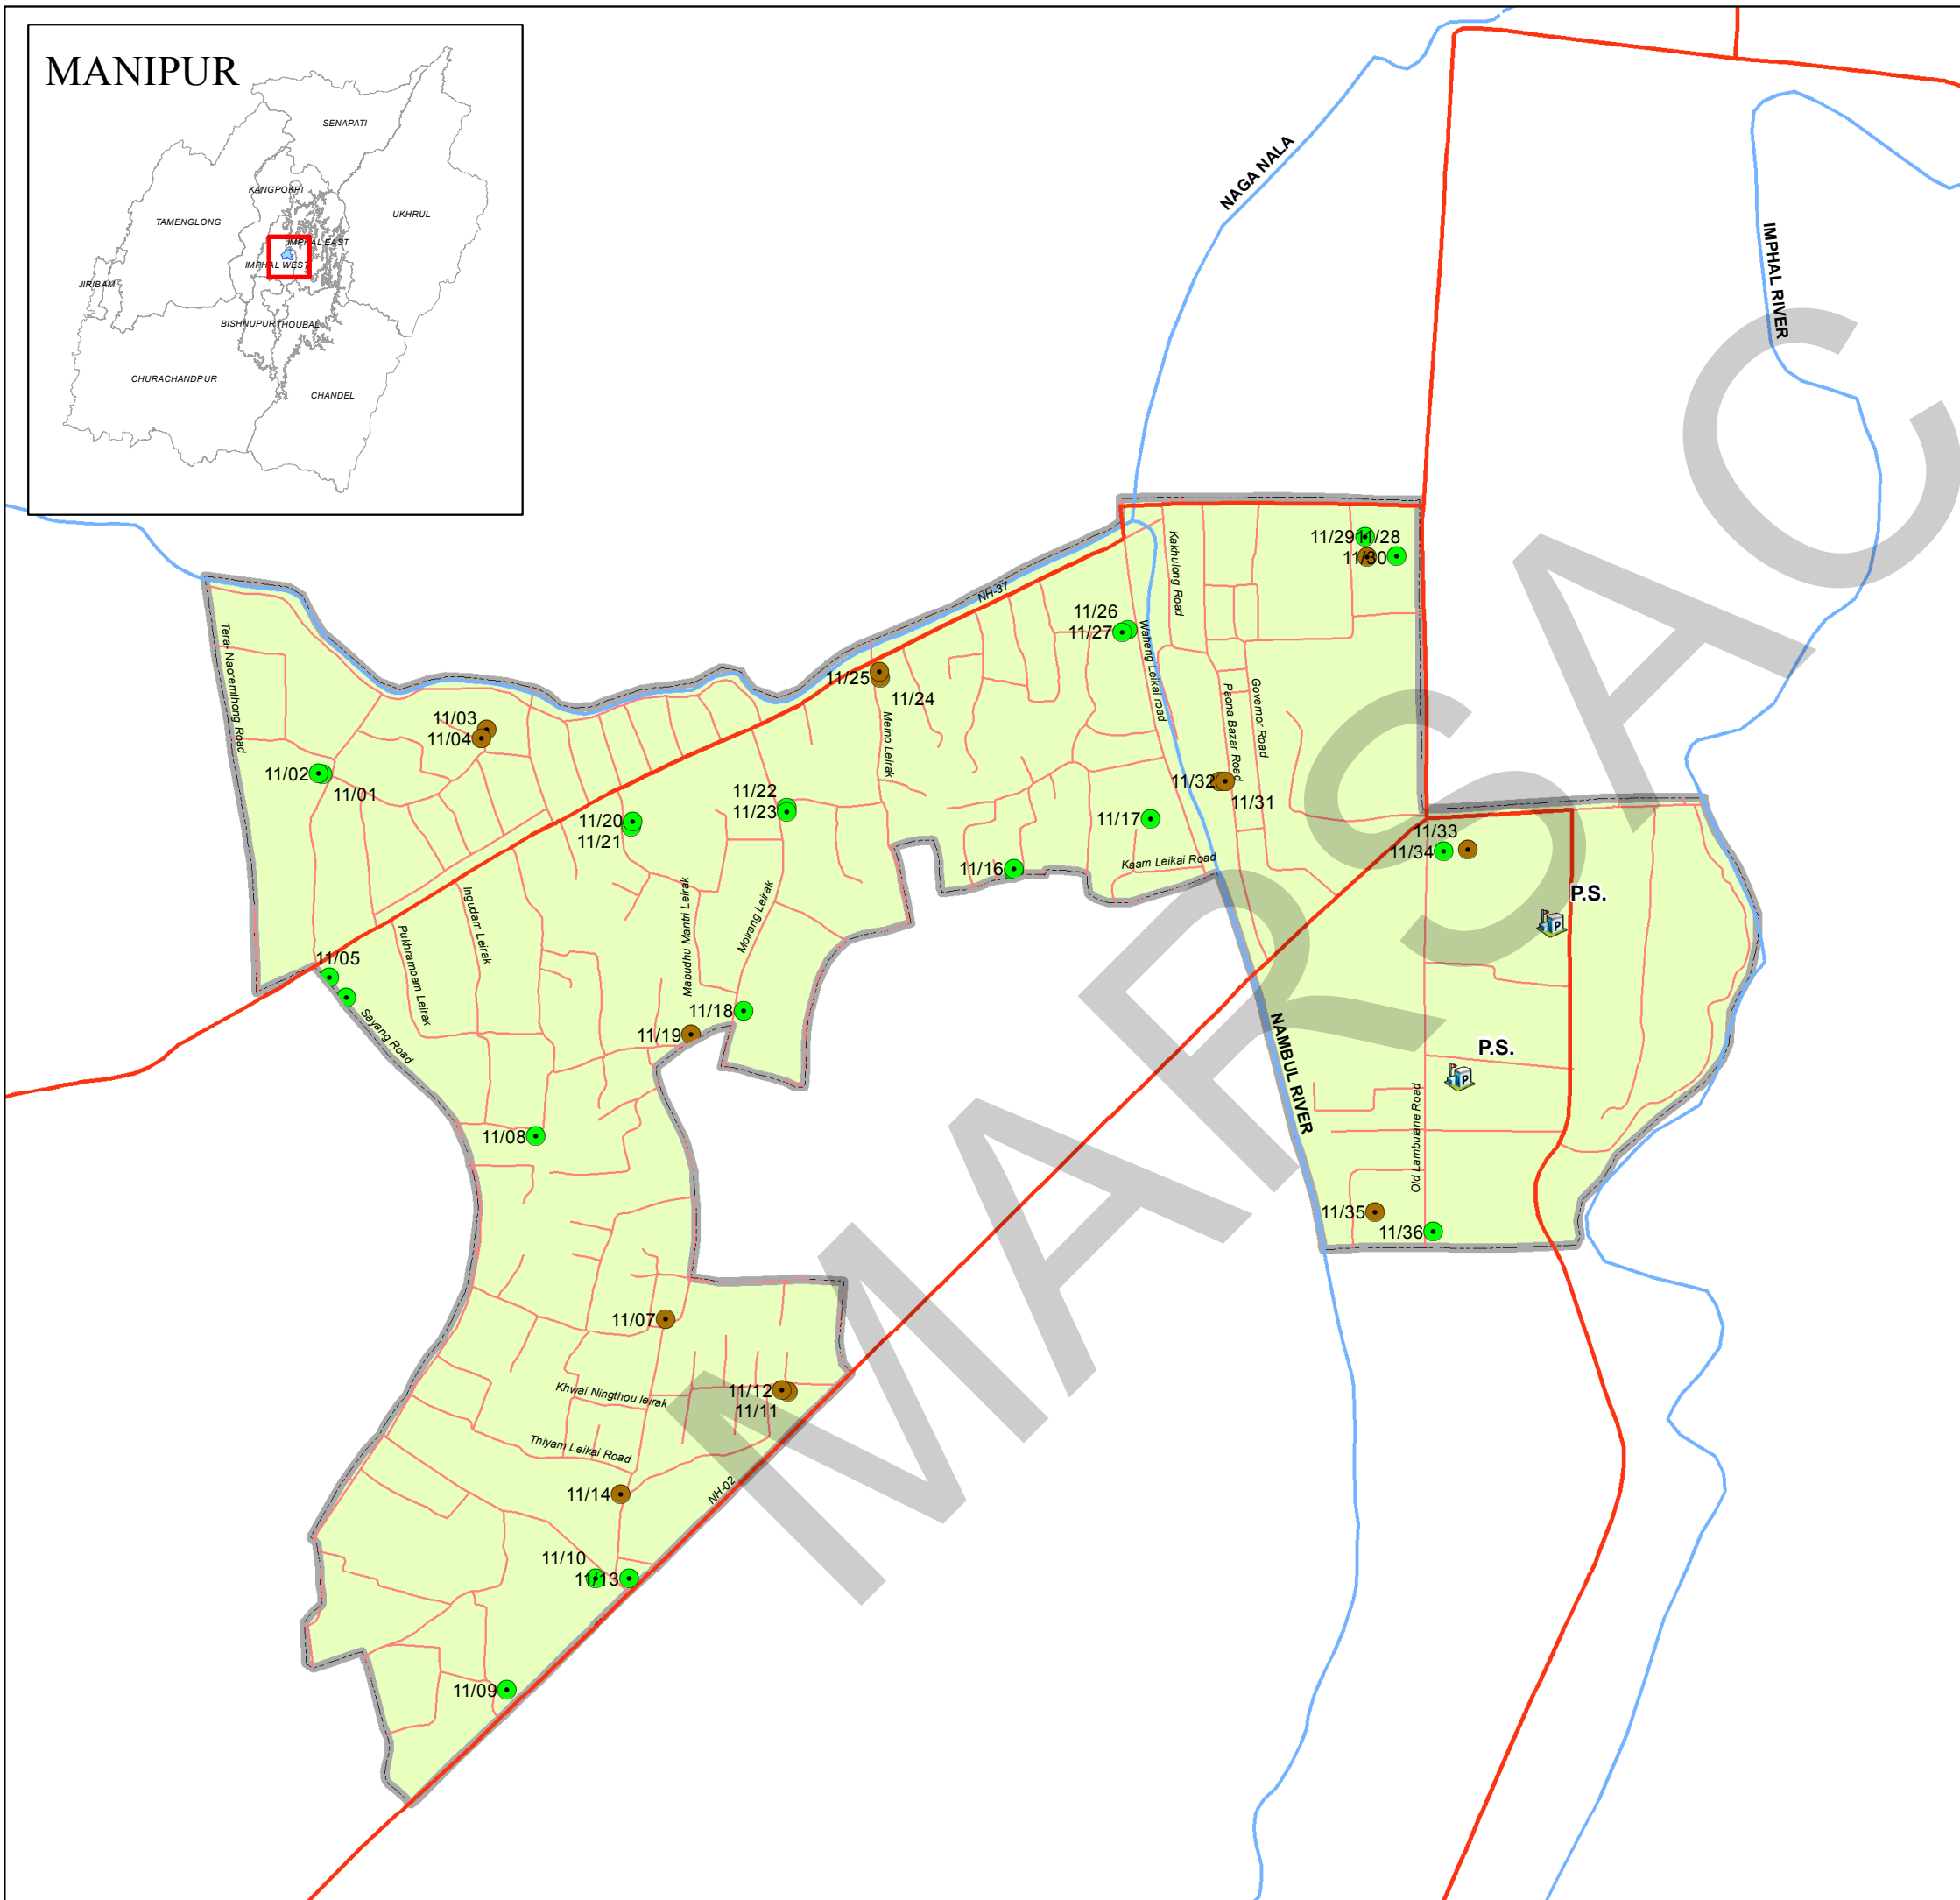 MANIPUR
SENAPATI
KANGPOKPI
TAMENGLONG
UKHRUL
IMPHAL EAST
IMPHAL WEST
JIRIBAM
BISHNUPUR
THOUBAL
CHURACHANDPUR
CHANDEL
NAGA NALA
IMPHAL RIVER
NH-37
Kakhulong Road
11/29
11/28
11/30
11/26
11/27
Waheng Leikai road
Tera- Naoremthong Road
11/25
11/24
Meino Leirak
Paona Bazar Road
Governor Road
11/03
11/04
11/02
11/01
11/32
11/31
11/22
11/23
11/20
11/21
11/17
11/16
Kaam Leikai Road
11/33
11/34
P.S.
Ingudam Leirak
Pukhrambam Leirak
Mabudhu Mantri Leirak
Moirang Leirak
11/05
Sayang Road
11/18
11/19
NAMBUL RIVER
P.S.
Old Lambulane Road
11/08
11/35
11/36
11/07
Khwai Ningthou leirak
11/12
11/11
Thiyam Leikai Road
NH-02
11/14
11/10
11/13
11/09
MARSAC